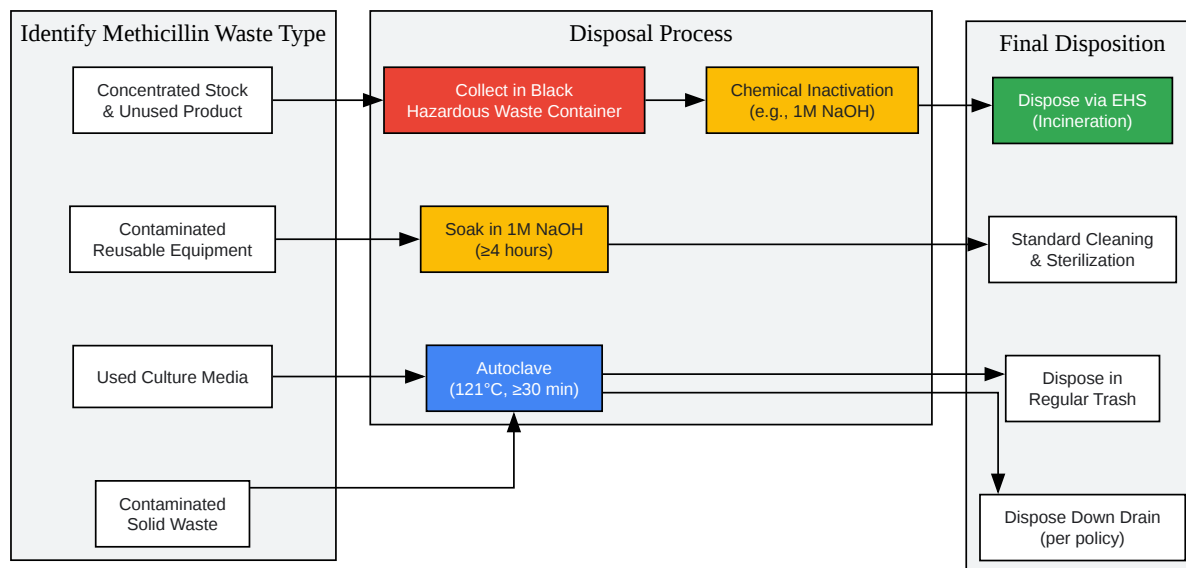 Identify Methicillin Waste Type
Disposal Process
Final Disposition
Concentrated Stock
& Unused Product
Collect in Black
Hazardous Waste Container
Chemical Inactivation
(e.g., 1M NaOH)
Dispose via EHS
(Incineration)
Contaminated
Reusable Equipment
Soak in 1M NaOH
(≥4 hours)
Standard Cleaning
& Sterilization
Used Culture Media
Autoclave
(121°C, ≥30 min)
Dispose in
Regular Trash
Contaminated
Solid Waste
Dispose Down Drain
(per policy)